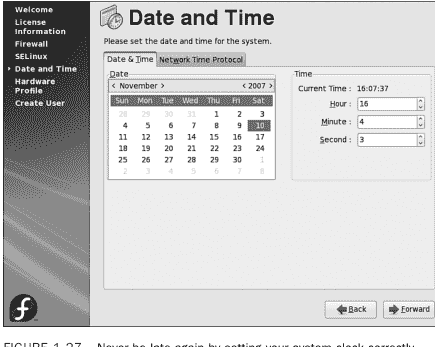 Welcome
License
Information
Firewall
SELinux
Date and Time
Hardware
Profile
Create User
Date and Time
Please set the date and time for the system.
Date & Time Network Time Protocol
Date
< November > < 2007 >
Sun Mon Tue Wed Thu Fri Sat
28 29 30 31 1 2 3
4 5 6 7 8 9 10
11 12 13 14 15 16 17
18 19 20 21 22 23 24
25 26 27 28 29 30 1
2 3 4 5 6 7 8
Time
Current Time : 16:07:37
Hour : 16
Minute : 4
Second : 3
Back Forward
FIGURE 1-27 Never be late again by setting your system clock correctly